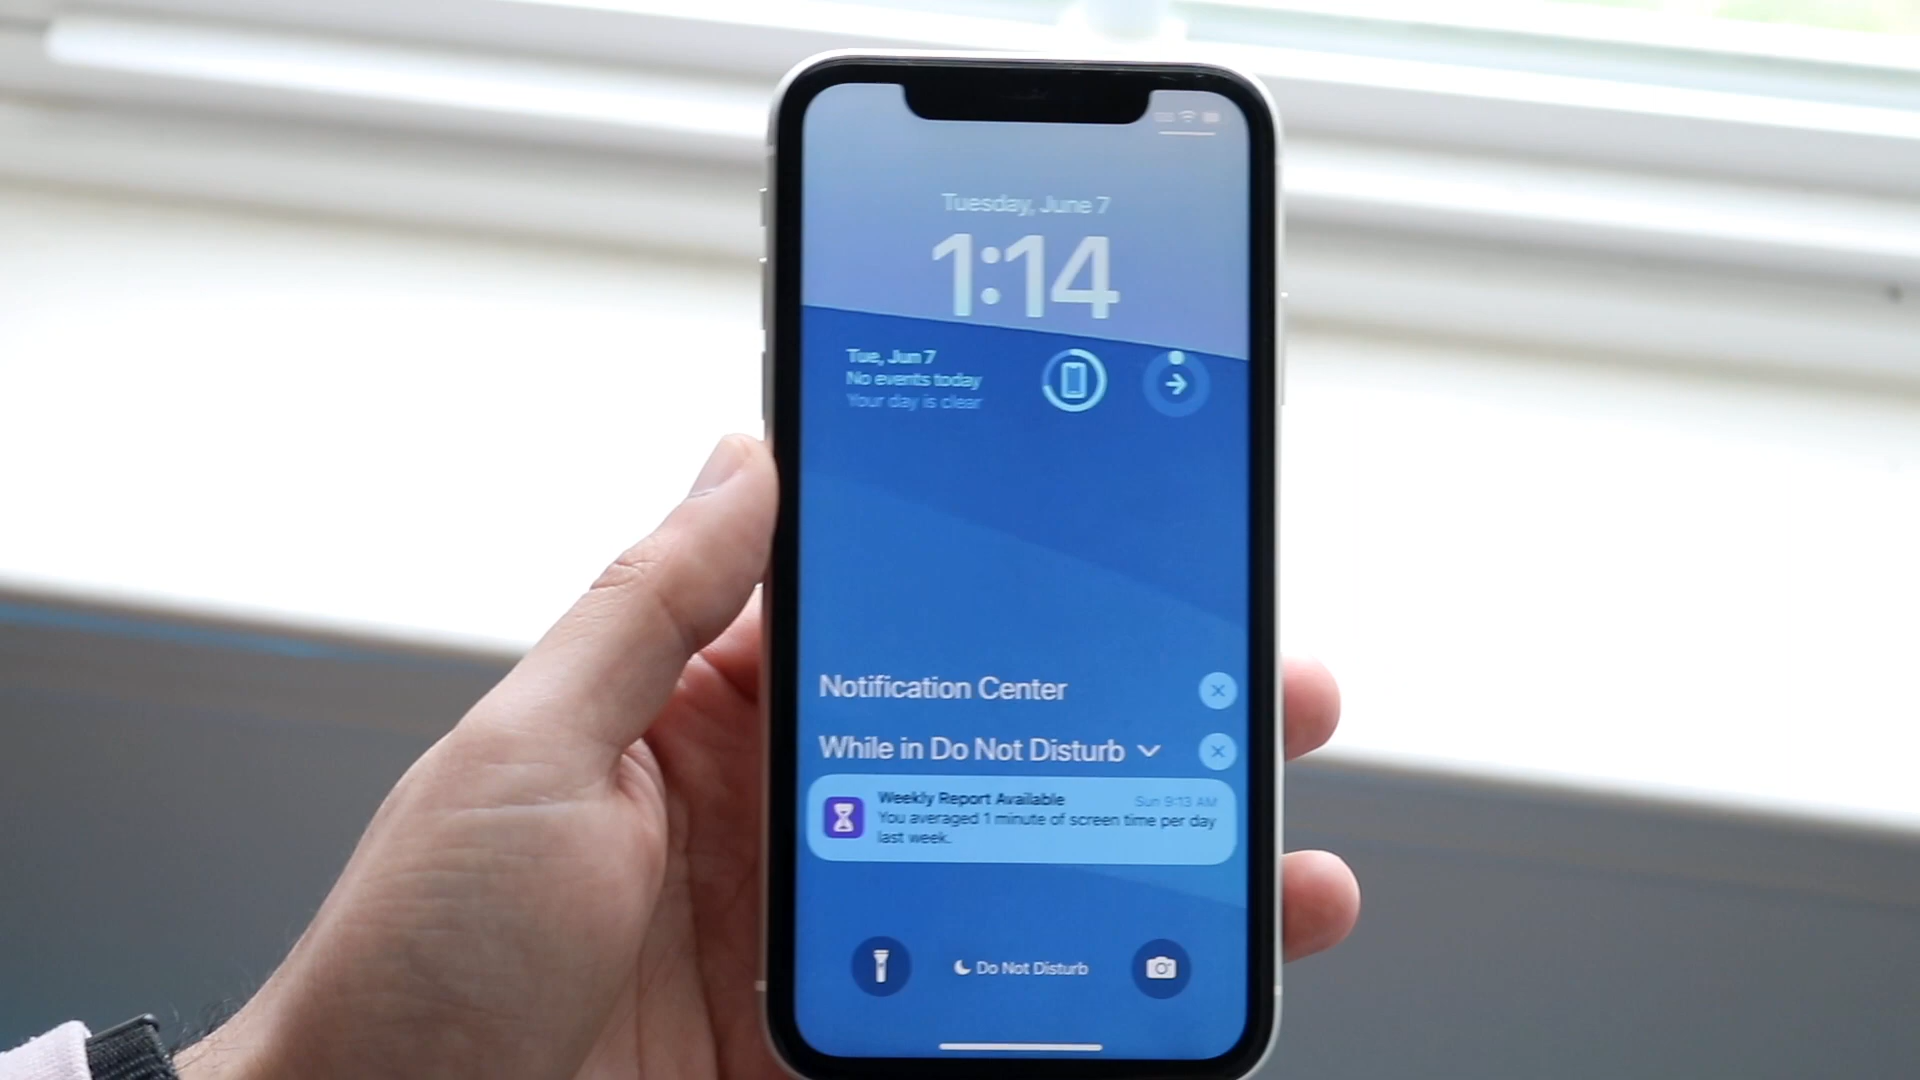 Tuesday, June 7
1:14
Tue, Jun 7
No events today
Your day is clear
Notification Center
While in Do Not Disturb
Weekly Report Available
Sun 9:13 AM
You averaged 1 minute of screen time per day
last week.
Do Not Disturb